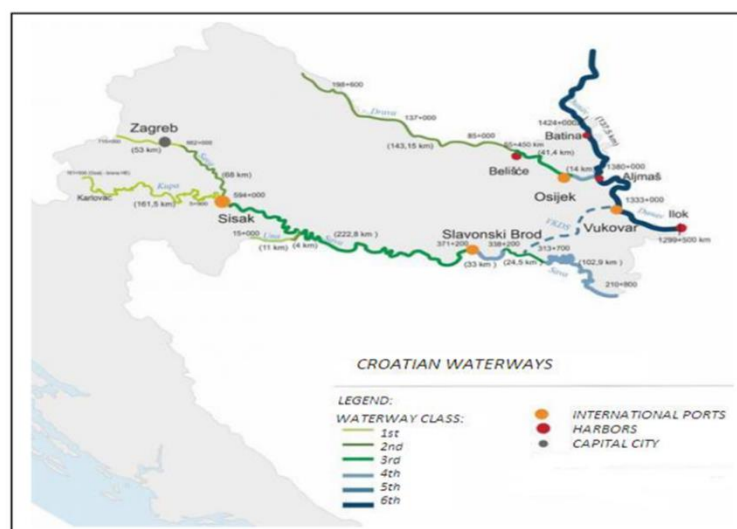 198+600
Drava
137+000
(143,15 km)
85+000
55+450 km
(41,4 km)
Belišće
Zagreb
(53 km)
Sava
(68 km)
Kupa
Karlovac
(161,5 km)
594+000
Sisak
15+000
Una
(11 km)
(4 km)
(222,8 km)
Sava
1424+000
(137,5 km)
Batina
(14 km)
1380+000
Aljmaš
Osijek
1333+000
Ilok
Vukovar
Dunav
1299+500 km
VKDS
Slavonski Brod
371+200
338+200
313+700
(33 km)
(24,5 km)
(102,9 km)
Sava
210+800
CROATIAN WATERWAYS
LEGEND:
WATERWAY CLASS:
1st
2nd
3rd
4th
5th
6th
INTERNATIONAL PORTS
HARBORS
CAPITAL CITY